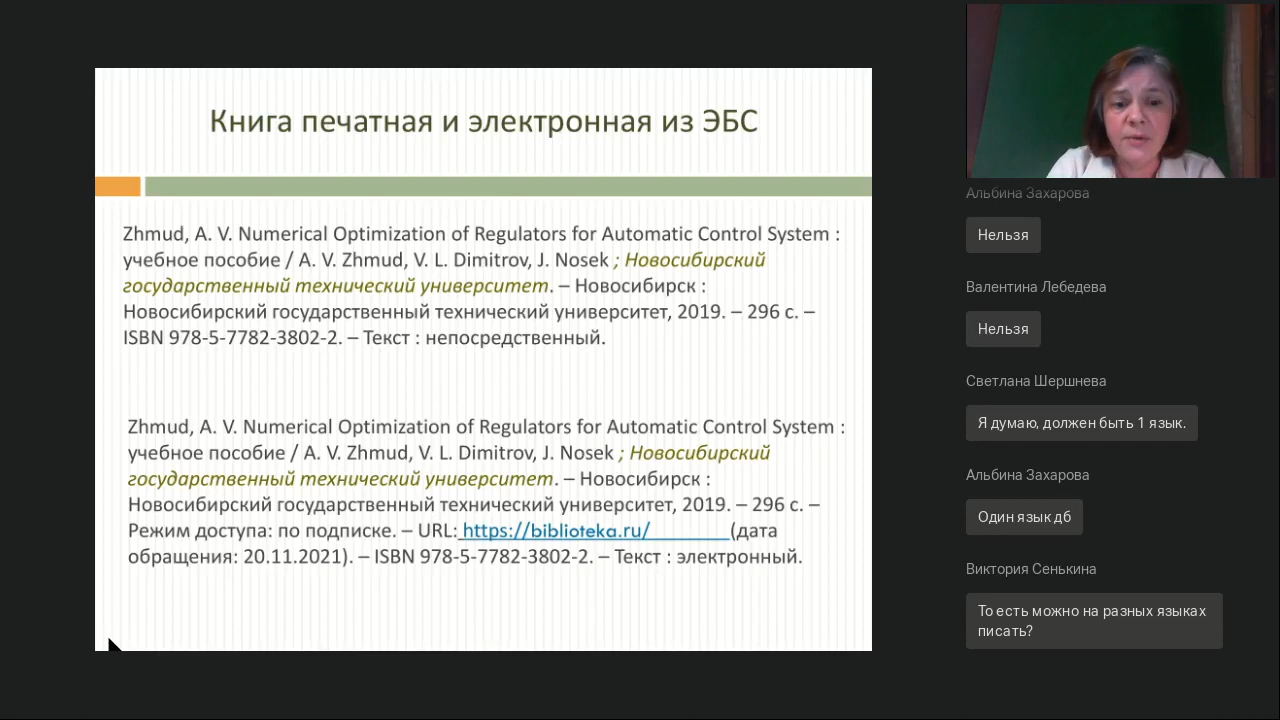 Книга печатная и электронная из ЭБС
Zhmud, A. V. Numerical Optimization of Regulators for Automatic Control System :
учебное пособие / A. V. Zhmud, V. L. Dimitrov, J. Nosek ; Новосибирский
государственный технический университет. – Новосибирск :
Новосибирский государственный технический университет, 2019. – 296 с. –
ISBN 978-5-7782-3802-2. – Текст : непосредственный.
Zhmud, A. V. Numerical Optimization of Regulators for Automatic Control System :
учебное пособие / A. V. Zhmud, V. L. Dimitrov, J. Nosek ; Новосибирский
государственный технический университет. – Новосибирск :
Новосибирский государственный технический университет, 2019. – 296 с. –
Режим доступа: по подписке. – URL: https://biblioteka.ru/________(дата
обращения: 20.11.2021). – ISBN 978-5-7782-3802-2. – Текст : электронный.
Альбина Захарова
Нельзя
Валентина Лебедева
Нельзя
Светлана Шершнева
Я думаю, должен быть 1 язык.
Альбина Захарова
Один язык дб
Виктория Сенькина
То есть можно на разных языках
писать?